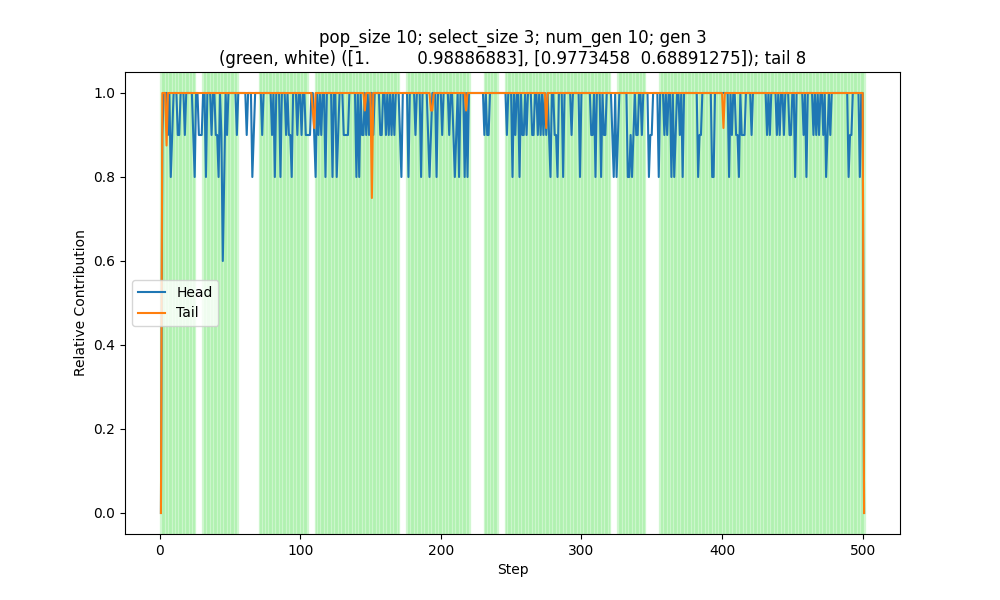 pop_size 10; select_size 3; num_gen 10; gen 3
(green, white) ([1.         0.98886883], [0.9773458  0.68891275]); tail 8
1.0
0.8
0.6
0.4
0.2
0.0
Relative Contribution
Head
Tail
0
100
200
300
400
500
Step